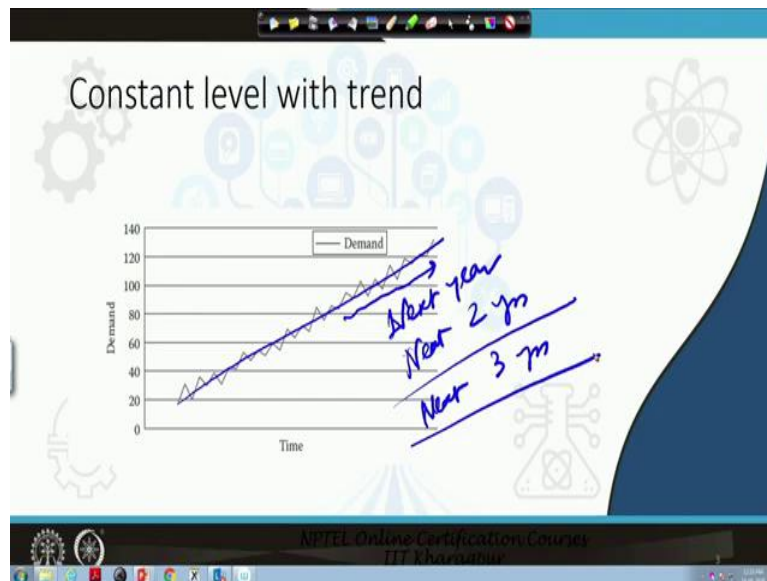 Constant level with trend
140
120
100
80
60
40
20
0
Demand
Demand
Time
Next year
Next 2 yrs
Next 3 yrs
NPTEL Online Certification Courses
IIT Kharagpur
3